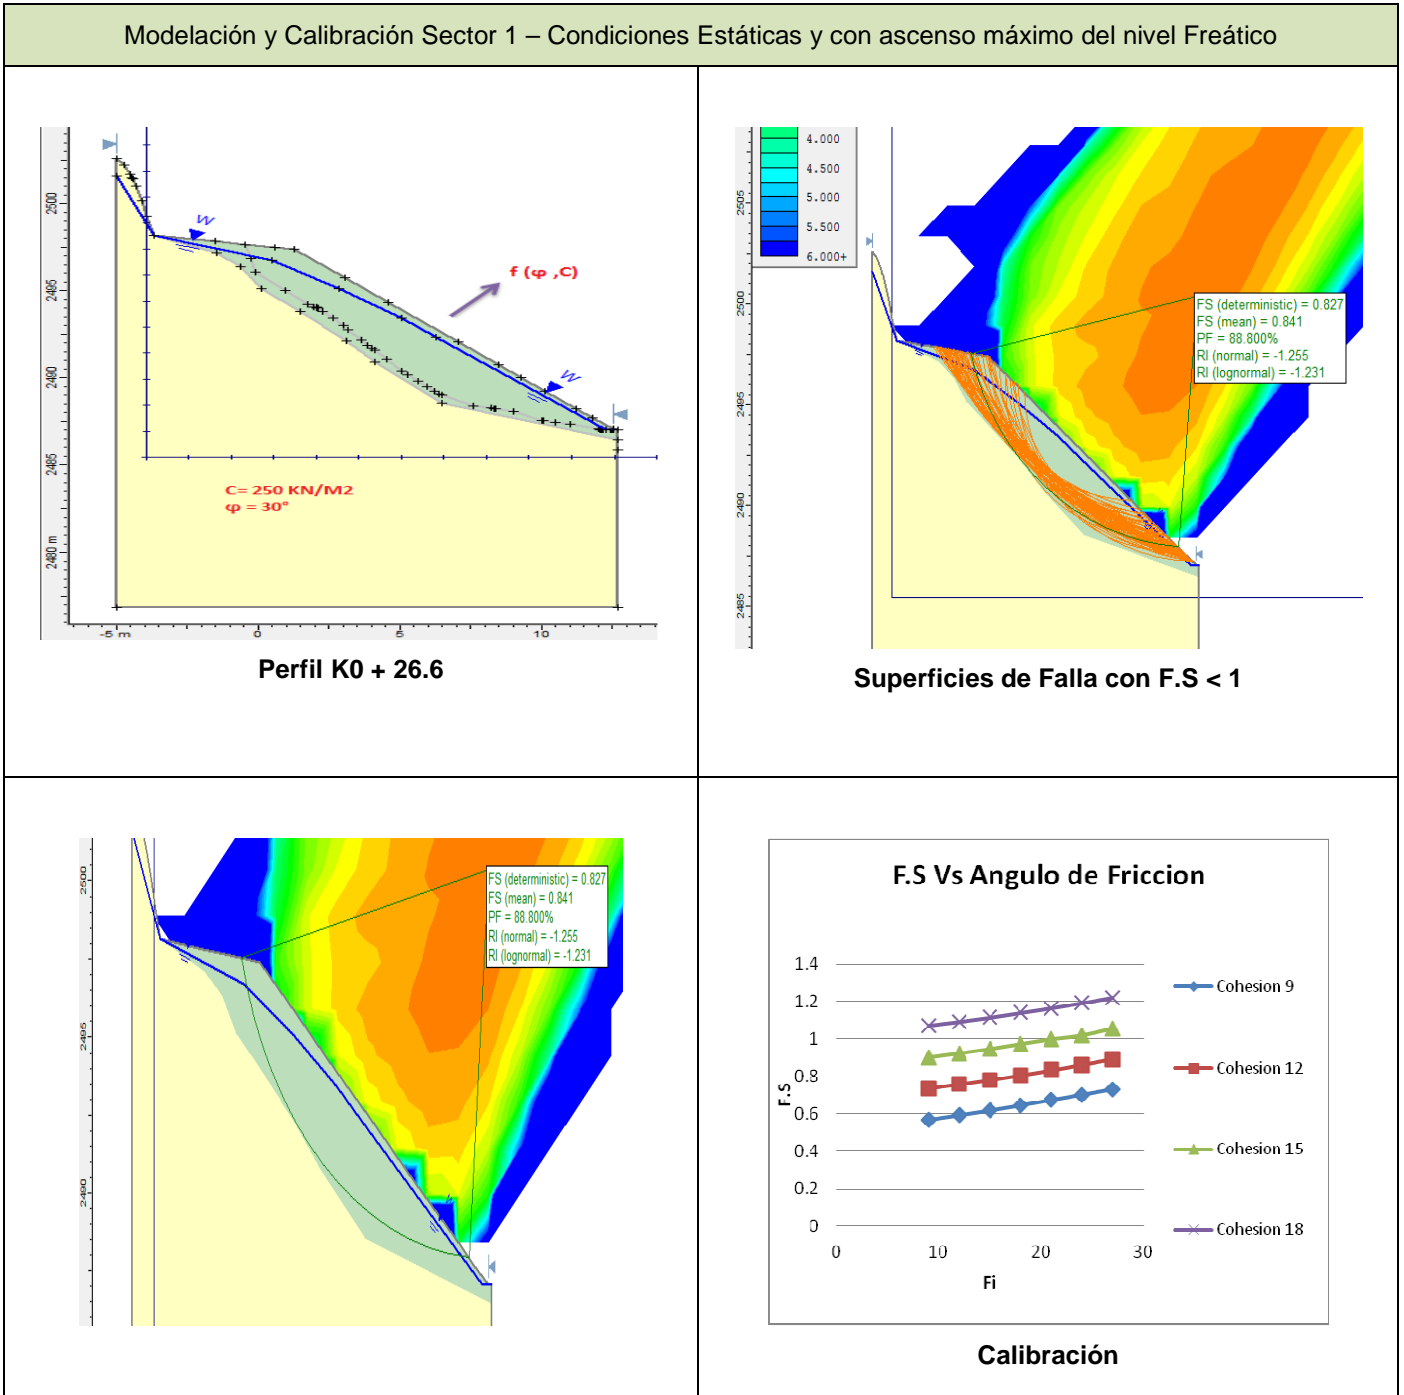 Modelación y Calibración Sector 1 – Condiciones Estáticas y con ascenso máximo del nivel Freático
2500
2495
2490
2485
2480 m
W
W
f (φ ,C)
C= 250 KN/M2
φ = 30°
-5 m
0
5
10
Perfil K0 + 26.6
4.000
4.500
5.000
5.500
6.000+
2505
2500
2495
2490
2485
FS (deterministic) = 0.827
FS (mean) = 0.841
PF = 88.800%
RI (normal) = -1.255
RI (lognormal) = -1.231
Superficies de Falla con F.S < 1
2500
2495
2490
FS (deterministic) = 0.827
FS (mean) = 0.841
PF = 88.800%
RI (normal) = -1.255
RI (lognormal) = -1.231
F.S Vs Angulo de Friccion
1.4
1.2
1
0.8
0.6
0.4
0.2
0
F.S
0
10
20
30
Fi
Cohesion 9
Cohesion 12
Cohesion 15
Cohesion 18
Calibración